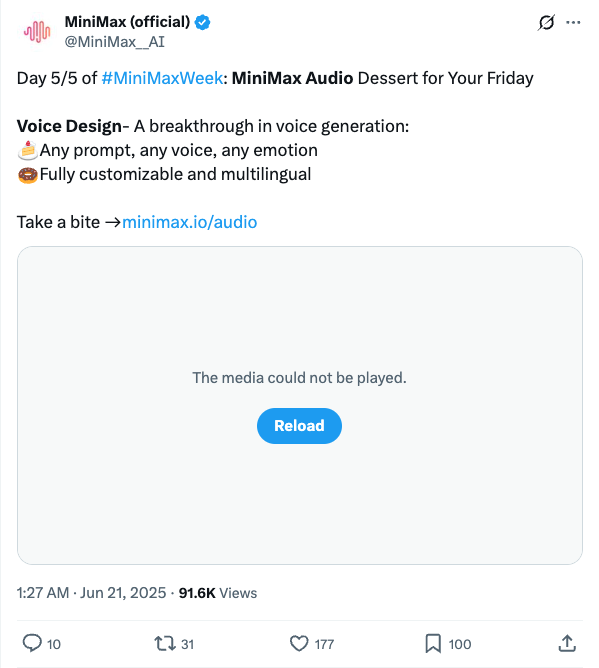 MiniMax (official)
@MiniMax__AI
Day 5/5 of #MiniMaxWeek: MiniMax Audio Dessert for Your Friday
Voice Design- A breakthrough in voice generation:
🍰Any prompt, any voice, any emotion
🍩Fully customizable and multilingual
Take a bite →minimax.io/audio
The media could not be played.
Reload
1:27 AM · Jun 21, 2025 · 91.6K Views
10 31 177 100